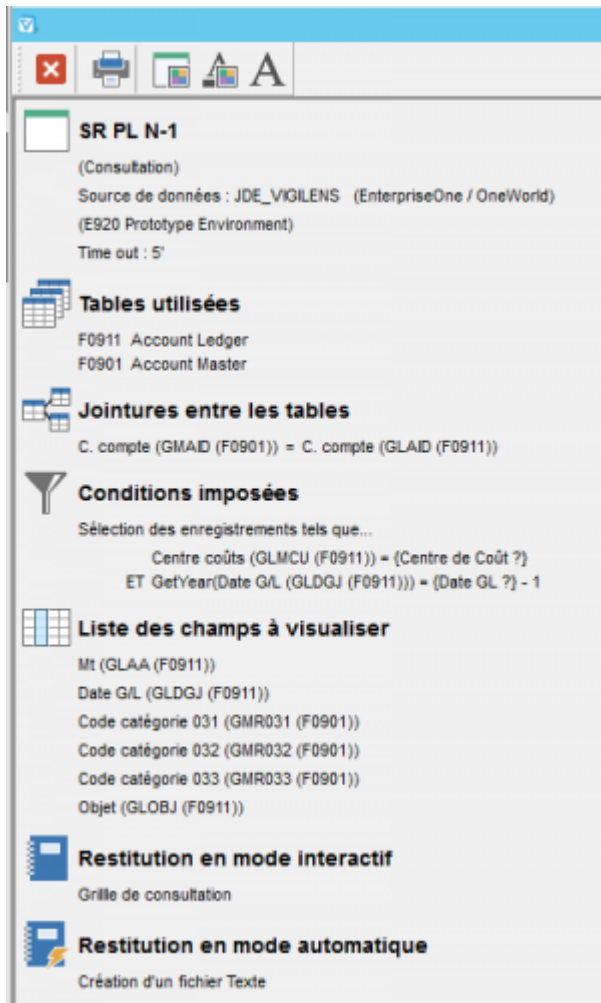 SR PL N-1
(Consultation)
Source de données : JDE_VIGILENS (EnterpriseOne / OneWorld)
(E920 Prototype Environment)
Time out : 5'
Tables utilisées
F0911 Account Ledger
F0901 Account Master
Jointures entre les tables
C. compte (GMAID (F0901)) = C. compte (GLAID (F0911))
Conditions imposées
Sélection des enregistrements tels que...
Centre coûts (GLMCU (F0911)) = {Centre de Coût ?}
ET GetYear(Date G/L (GLDGJ (F0911))) = {Date GL ?} - 1
Liste des champs à visualiser
Mt (GLAA (F0911))
Date G/L (GLDGJ (F0911))
Code catégorie 031 (GMR031 (F0901))
Code catégorie 032 (GMR032 (F0901))
Code catégorie 033 (GMR033 (F0901))
Objet (GLOBJ (F0911))
Restitution en mode interactif
Grille de consultation
Restitution en mode automatique
Création d'un fichier Texte